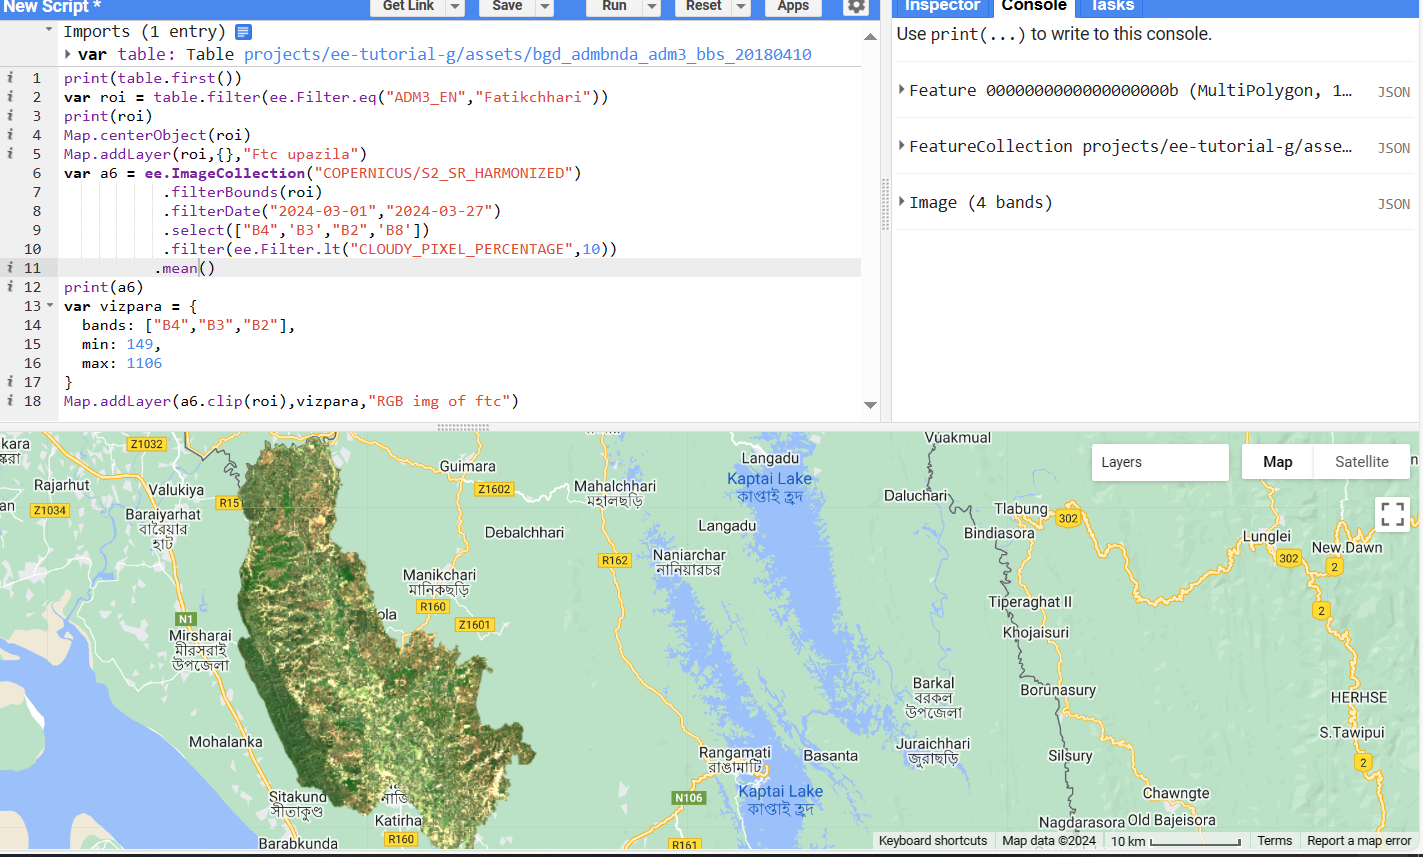 New Script *
Get Link
Save
Run
Reset
Apps
Inspector
Console
Tasks
Imports (1 entry)
var table: Table projects/ee-tutorial-g/assets/bgd_admbnda_adm3_bbs_20180410
1 print(table.first())
2 var roi = table.filter(ee.Filter.eq("ADM3_EN","Fatikchhari"))
3 print(roi)
4 Map.centerObject(roi)
5 Map.addLayer(roi,{},"Ftc upazila")
6 var a6 = ee.ImageCollection("COPERNICUS/S2_SR_HARMONIZED")
7 .filterBounds(roi)
8 .filterDate("2024-03-01","2024-03-27")
9 .select(["B4",'B3',"B2",'B8'])
10 .filter(ee.Filter.lt("CLOUDY_PIXEL_PERCENTAGE",10))
11 .mean()
12 print(a6)
13 var vizpara = {
14 bands: ["B4","B3","B2"],
15 min: 149,
16 max: 1106
17 }
18 Map.addLayer(a6.clip(roi),vizpara,"RGB img of ftc")
Use print(...) to write to this console.
Feature 0000000000000000000b (MultiPolygon, 1… JSON
FeatureCollection projects/ee-tutorial-g/asse… JSON
Image (4 bands) JSON
Layers
Map
Satellite
Z1032
Rajarhut
Z1034
Valukiya
R15
Baraiyarhat
বারৈয়ার
হাট
N1
Mirsharai
মীরসরাই
উপজেলা
Mohalanka
Sitakund
সীতাকুণ্ড
Barabkunda
Katirha
R160
Guimara
Z1602
Debalchhari
Manikchari
মানিকছড়ি
R160
Z1601
ola
Mahalchhari
মহালছড়ি
R162
Langadu
Kaptai Lake
কাপ্তাই হ্রদ
Langadu
Naniarchar
নানিয়ারচর
Rangamati
রাঙামাটি
N106
Kaptai Lake
কাপ্তাই হ্রদ
R161
Basanta
Vuakmual
Daluchari
Tlabung
302
Bindiasora
Tiperaghat II
Khojaisuri
Barkal
বরকল
উপজেলা
Borunasury
Juraichhari
জুরাছড়ি
Silsury
Chawngte
Nagdarasora
Old Bajeisora
Lunglei
302
New Dawn
2
2
HERHSE
S.Tawipui
2
Keyboard shortcuts
Map data ©2024
10 km
Terms
Report a map error